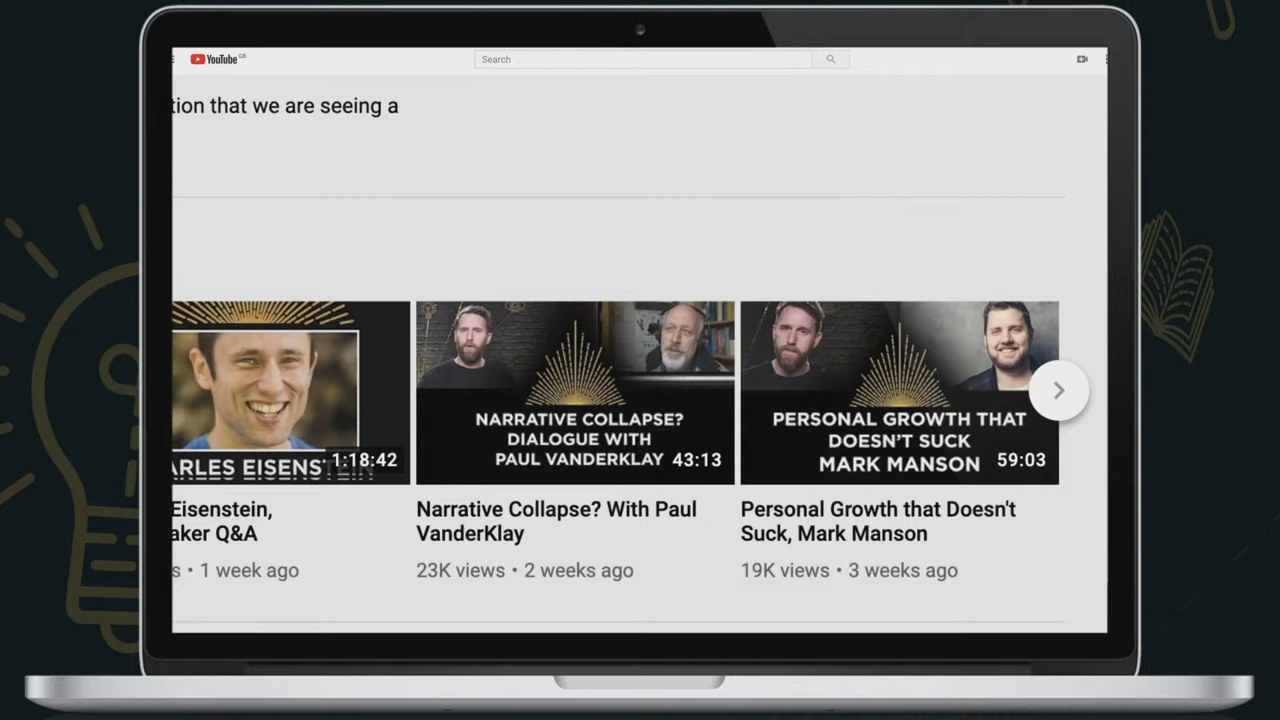 YouTube GB
Search
tion that we are seeing a
ARLES EISENSTEIN
1:18:42
NARRATIVE COLLAPSE?
DIALOGUE WITH
PAUL VANDERKLAY
43:13
PERSONAL GROWTH THAT
DOESN'T SUCK
MARK MANSON
59:03
Eisenstein,
aker Q&A
s • 1 week ago
Narrative Collapse? With Paul
VanderKlay
23K views • 2 weeks ago
Personal Growth that Doesn't
Suck, Mark Manson
19K views • 3 weeks ago